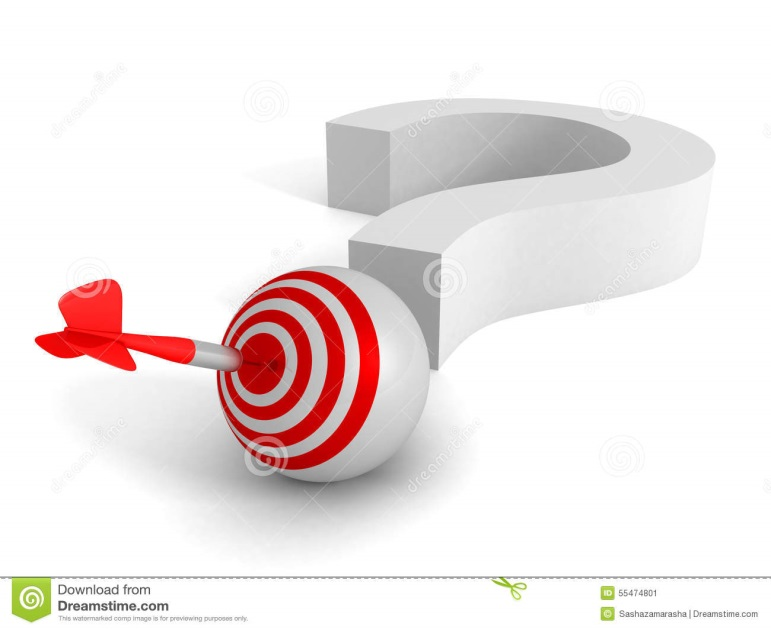 Download from
Dreamstime.com
This watermarked comp image is for previewing purposes only.
ID 55474801
© Sashazamarasha | Dreamstime.com